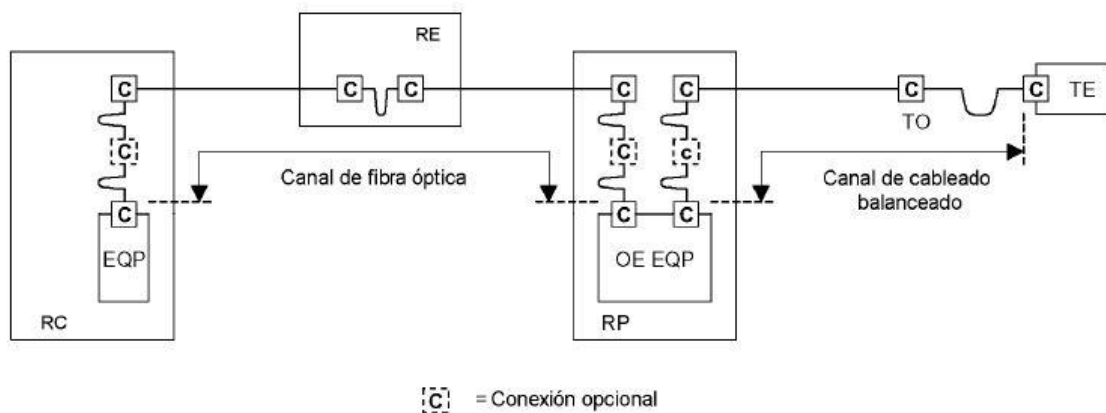 RE
C
C
C
C
C
C
C
TE
TO
C
C
c
Canal de fibra óptica
Canal de cableado
balanceado
C
C
C
EQP
OE EQP
RC
RP
C = Conexión opcional